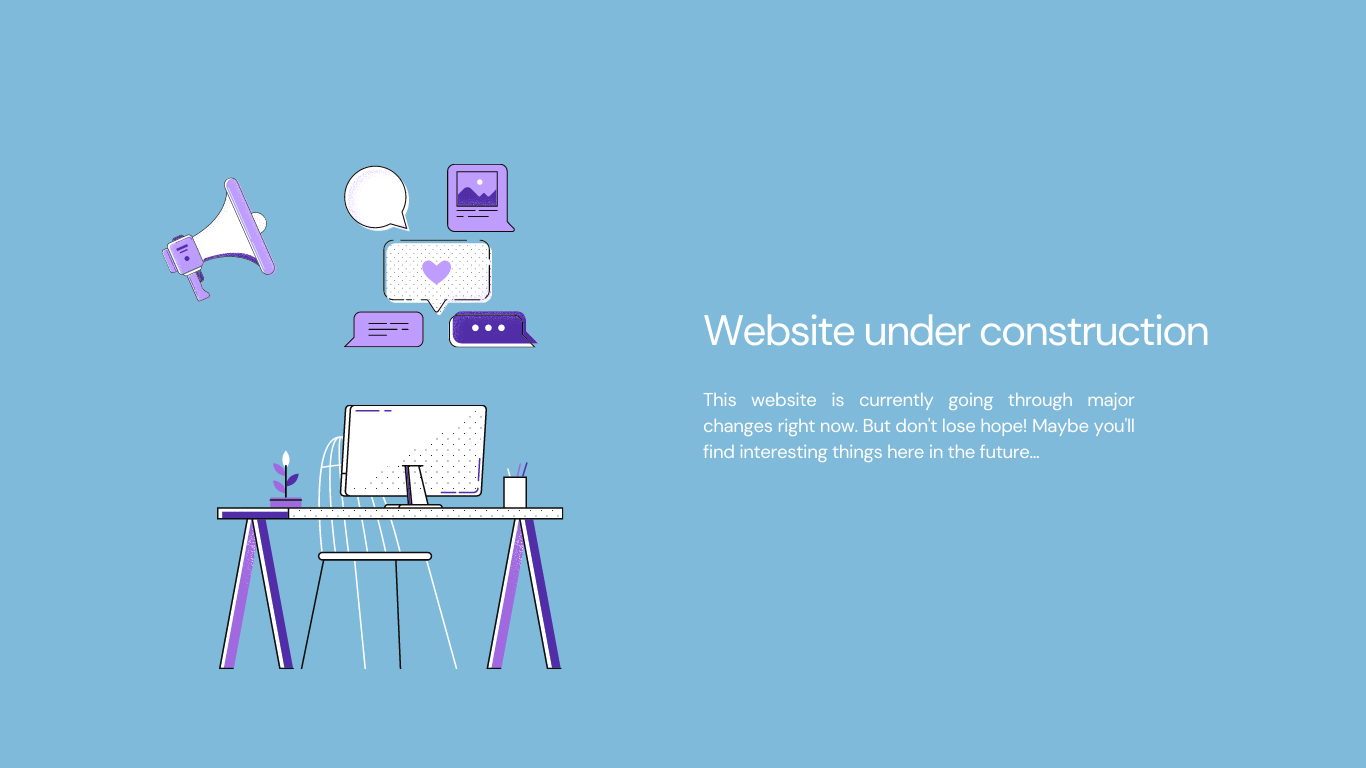 Website under construction
This website is currently going through major
changes right now. But don't lose hope! Maybe you'll
find interesting things here in the future...